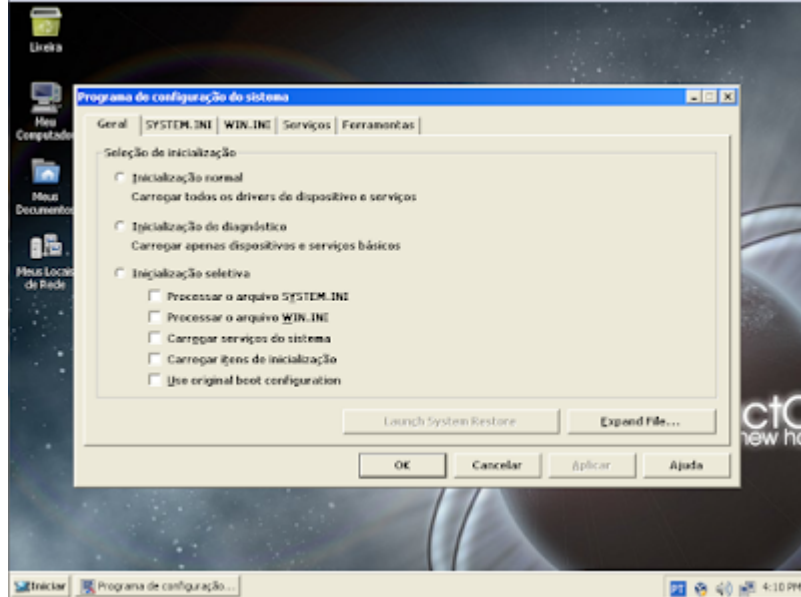 Lixeira
Meu
Computador
Meus
Documentos
Meus Locais
de Rede
Programa de configuração do sistema
Geral SYSTEM.INI WIN.INI Serviços Ferramentas
Seleção de inicialização
Inicialização normal
Carregar todos os drivers de dispositivo e serviços
Inicialização de diagnóstico
Carregar apenas dispositivos e serviços básicos
Inicialização seletiva
Processar o arquivo SYSTEM.INI
Processar o arquivo WIN.INI
Carregar serviços do sistema
Carregar itens de inicialização
Use original boot configuration
Launch System Restore Expand File...
OK Cancelar Aplicar Ajuda
ctO
new ho
Iniciar Programa de configuração... PT 4:10 PM